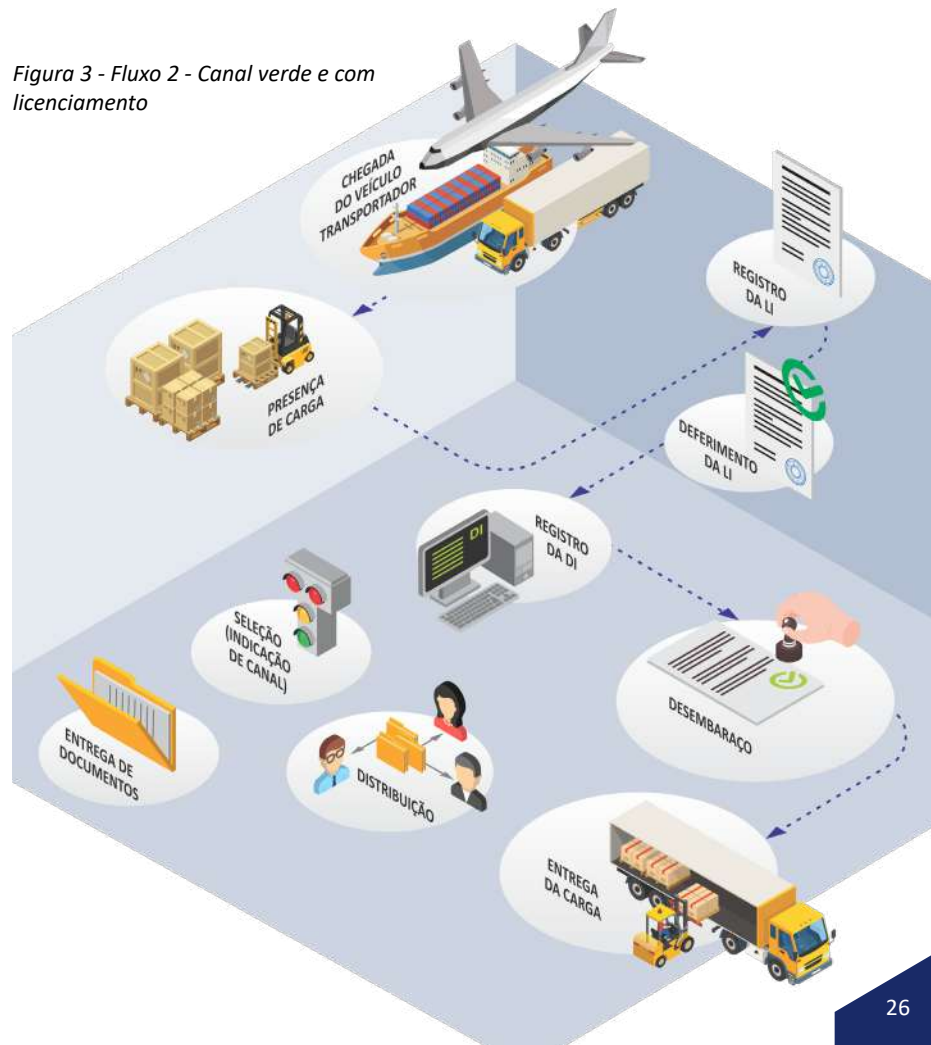 Figura 3 - Fluxo 2 - Canal verde e com
licenciamento
CHEGADA
DO VEÍCULO
TRANSPORTADOR
REGISTRO
DA LI
PRESENÇA
DE CARGA
DEFERIMENTO
DA LI
DI
REGISTRO
DA DI
SELEÇÃO
(INDICAÇÃO
DE CANAL)
DESEMBARAÇO
ENTREGA DE
DOCUMENTOS
DISTRIBUIÇÃO
ENTREGA
DA CARGA
26